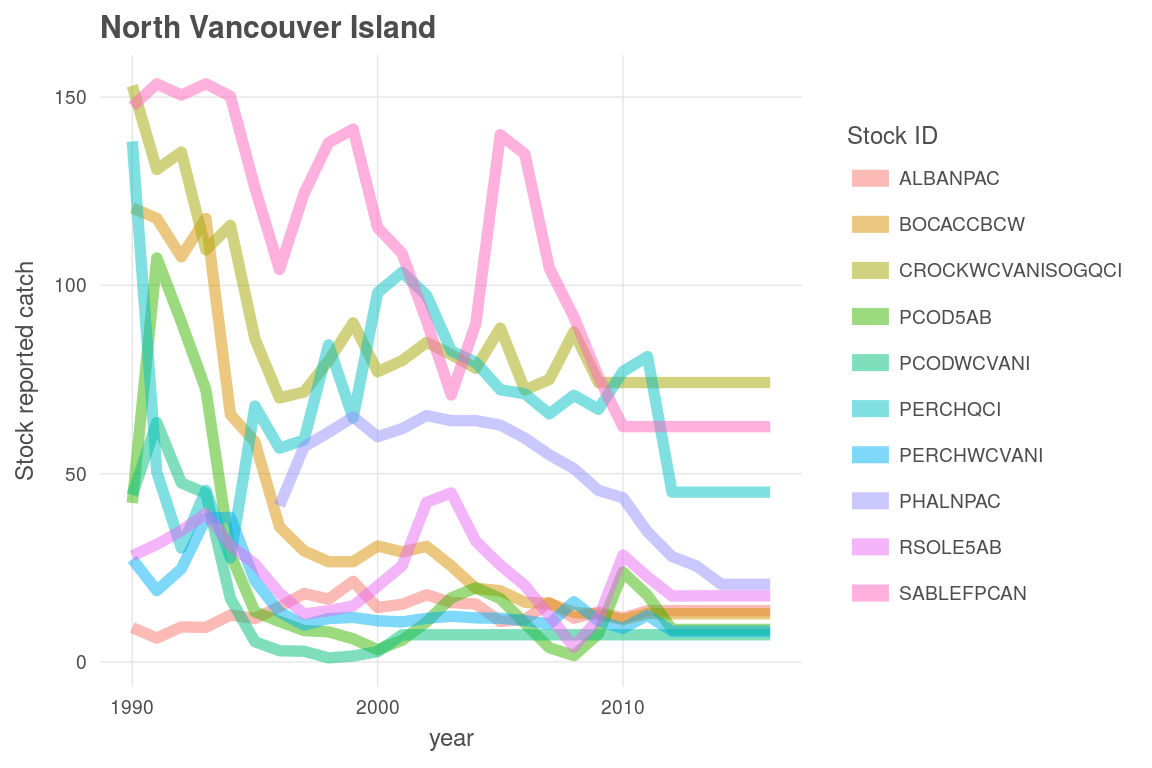 North Vancouver Island
Stock reported catch
150
100
50
0
1990
2000
2010
year
Stock ID
ALBANPAC
BOCACCBCW
CROCKWCVANISOGQCI
PCOD5AB
PCODWCVANI
PERCHQCI
PERCHWCVANI
PHALNPAC
RSOLE5AB
SABLEFPCAN